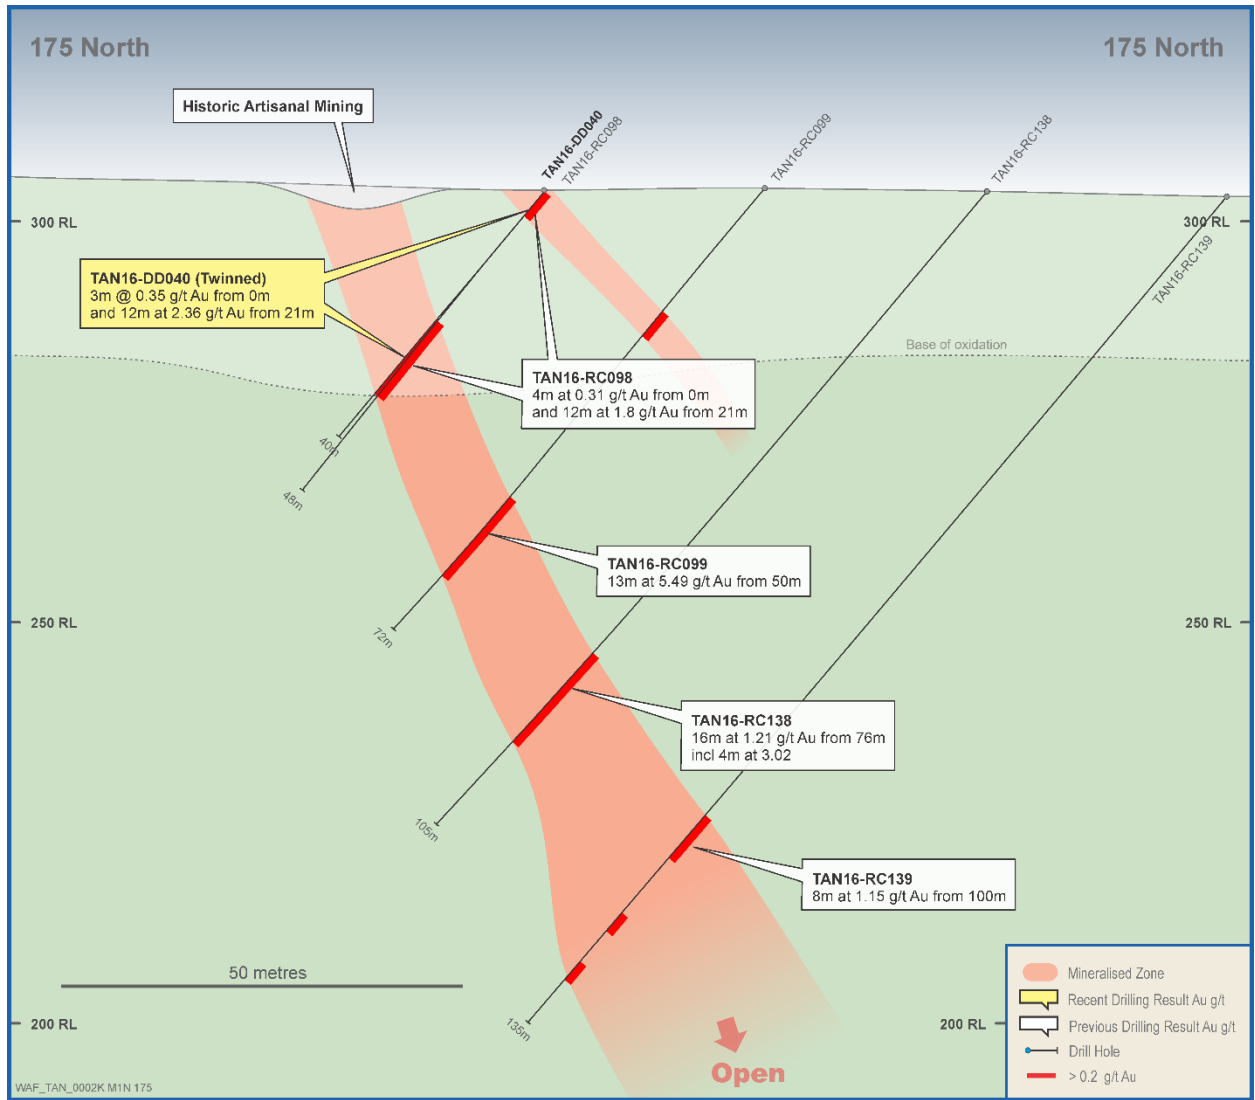 175 North
175 North
Historic Artisanal Mining
TAN16-DD040
TAN16-RC098
TAN16-RC099
TAN16-RC138
TAN16-RC139
300 RL
300 RL
TAN16-DD040 (Twinned)
3m @ 0.35 g/t Au from 0m
and 12m at 2.36 g/t Au from 21m
Base of oxidation
TAN16-RC098
4m at 0.31 g/t Au from 0m
and 12m at 1.8 g/t Au from 21m
40m
48m
TAN16-RC099
13m at 5.49 g/t Au from 50m
72m
250 RL
250 RL
TAN16-RC138
16m at 1.21 g/t Au from 76m
incl 4m at 3.02
105m
TAN16-RC139
8m at 1.15 g/t Au from 100m
50 metres
135m
200 RL
200 RL
Open
Mineralised Zone
Recent Drilling Result Au g/t
Previous Drilling Result Au g/t
Drill Hole
> 0.2 g/t Au
WAF_TAN_0002K M1N 175